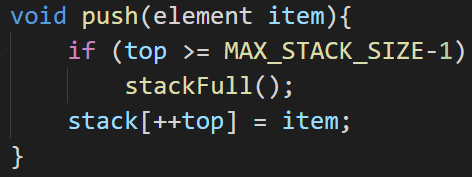 void push(element item){
    if (top >= MAX_STACK_SIZE-1)
        stackFull();
    stack[++top] = item;
}